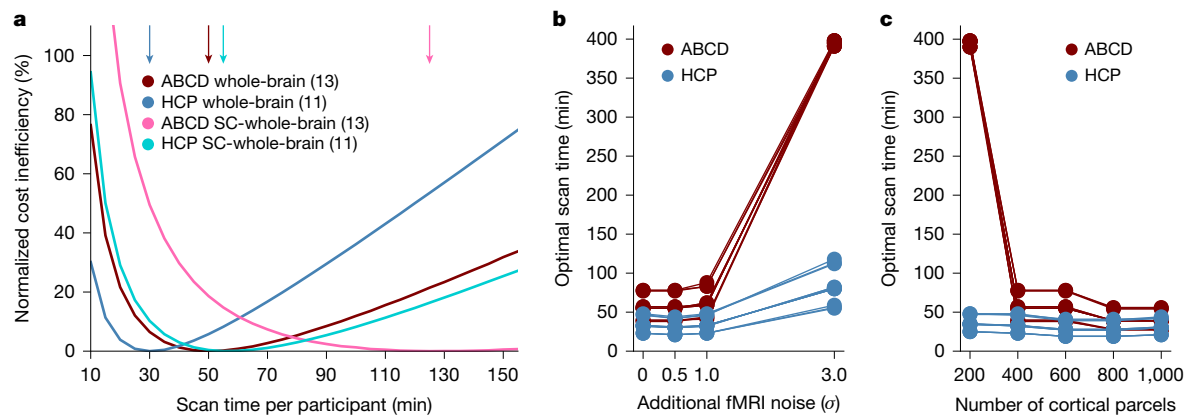 a
Normalized cost inefficiency (%)
100
80
60
40
20
0
ABCD whole-brain (13)
HCP whole-brain (11)
ABCD SC-whole-brain (13)
HCP SC-whole-brain (11)
10 30 50 70 90 110 130 150
Scan time per participant (min)
b
Optimal scan time (min)
400
350
300
250
200
150
100
50
0
ABCD
HCP
0 0.5 1.0 3.0
Additional fMRI noise (σ)
c
Optimal scan time (min)
400
350
300
250
200
150
100
50
0
ABCD
HCP
200 400 600 800 1,000
Number of cortical parcels